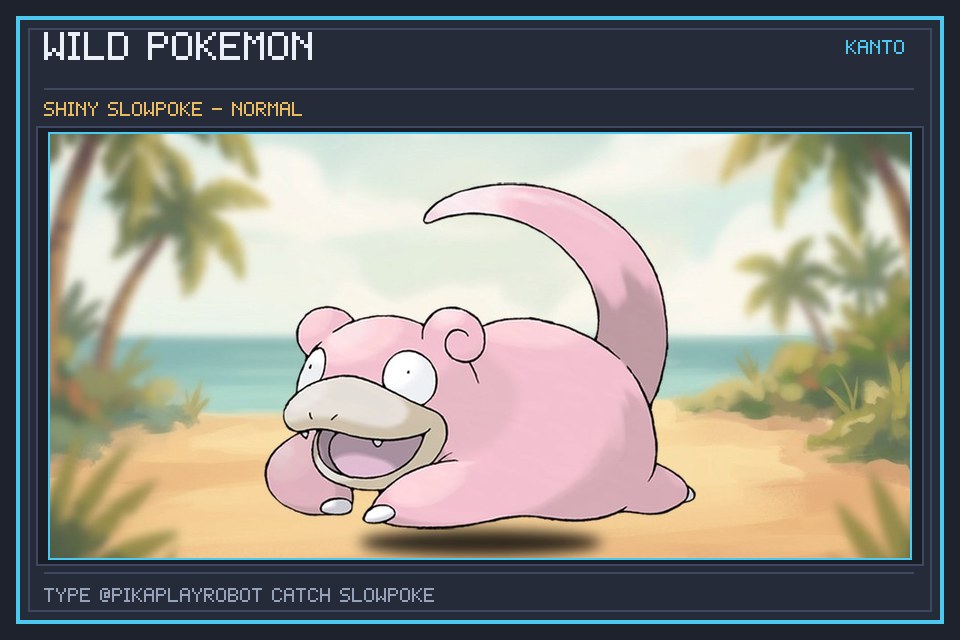 WILD POKEMON
KANTO
SHINY SLOWPOKE - NORMAL
TYPE @PIKAPLAYROBOT CATCH SLOWPOKE